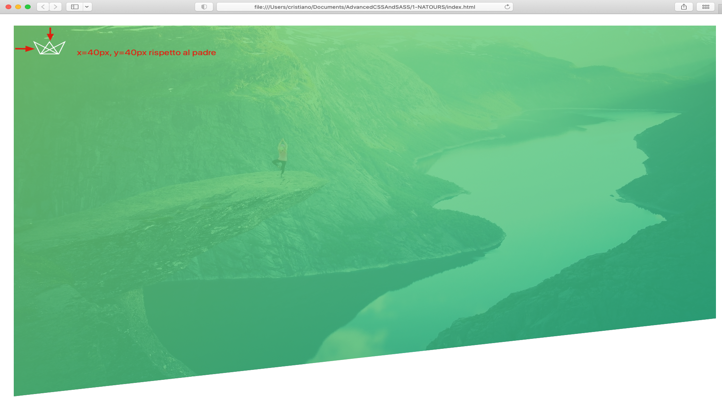 file:///Users/cristiano/Documents/AdvancedCSSAndSASS/1-NATOURS/index.html
x=40px, y=40px rispetto al padre